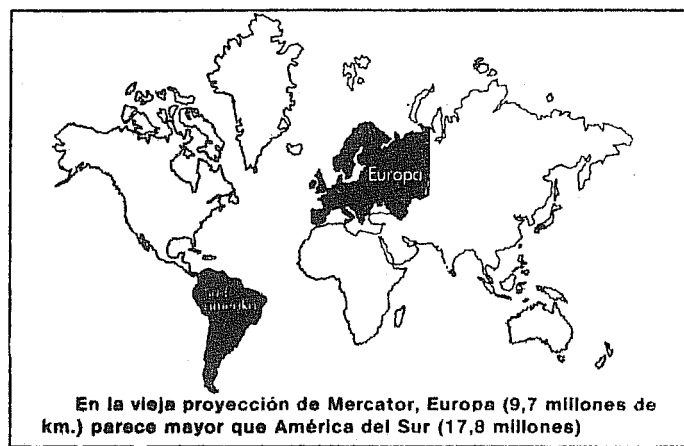 Europa
En la vieja proyección de Mercator, Europa (9,7 millones de
km.) parece mayor que América del Sur (17,8 millones)